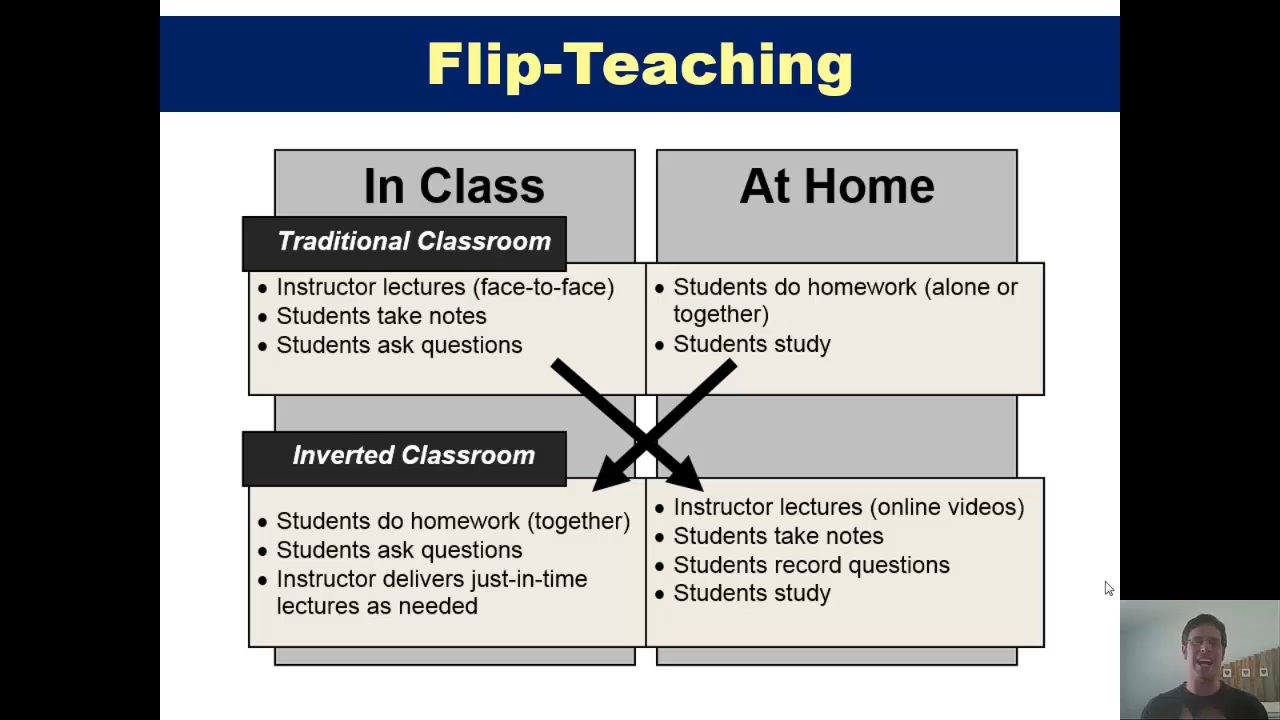 Flip-Teaching
In Class
At Home
Traditional Classroom
• Instructor lectures (face-to-face)
• Students take notes
• Students ask questions
• Students do homework (alone or
together)
• Students study
Inverted Classroom
• Students do homework (together)
• Students ask questions
• Instructor delivers just-in-time
lectures as needed
• Instructor lectures (online videos)
• Students take notes
• Students record questions
• Students study